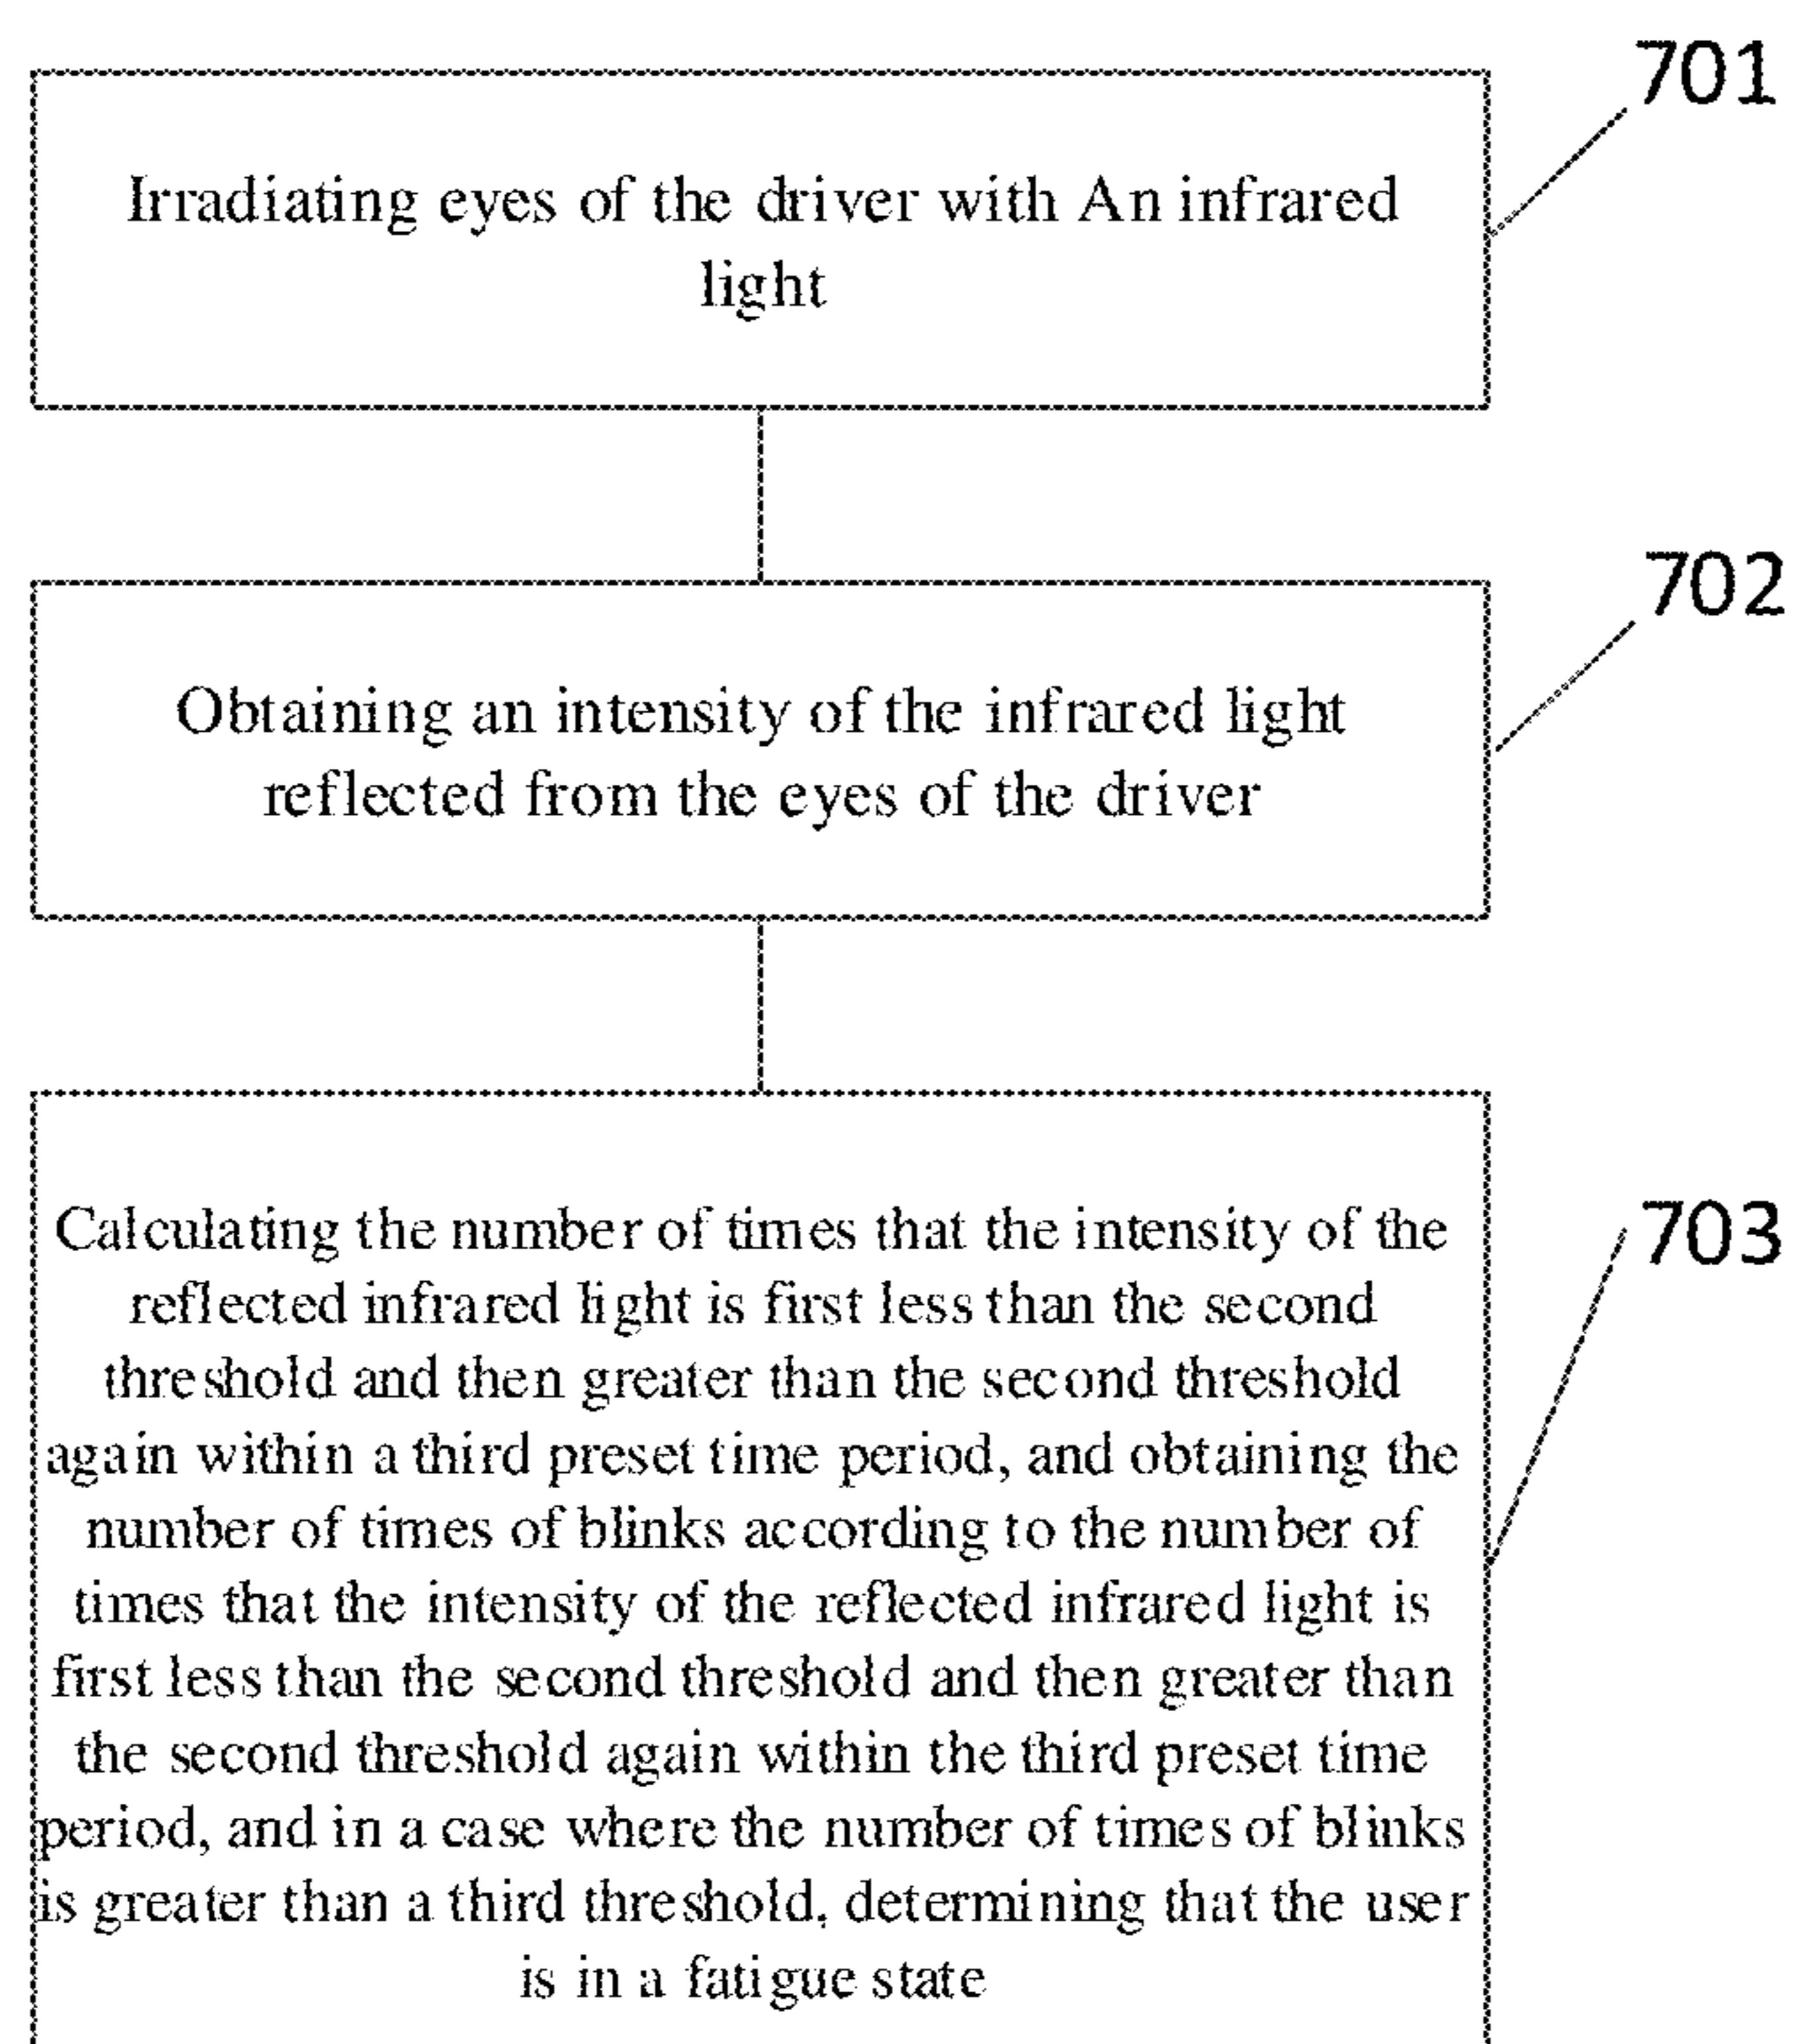 701
Irradiating eyes of the driver with An infrared
light
702
Obtaining an intensity of the infrared light
reflected from the eyes of the driver
703
Calculating the number of times that the intensity of the
reflected infrared light is first less than the second
threshold and then greater than the second threshold
again within a third preset time period, and obtaining the
number of times of blinks according to the number of
times that the intensity of the reflected infrared light is
first less than the second threshold and then greater than
the second threshold again within the third preset time
period, and in a case where the number of times of blinks
is greater than a third threshold, determining that the user
is in a fatigue state